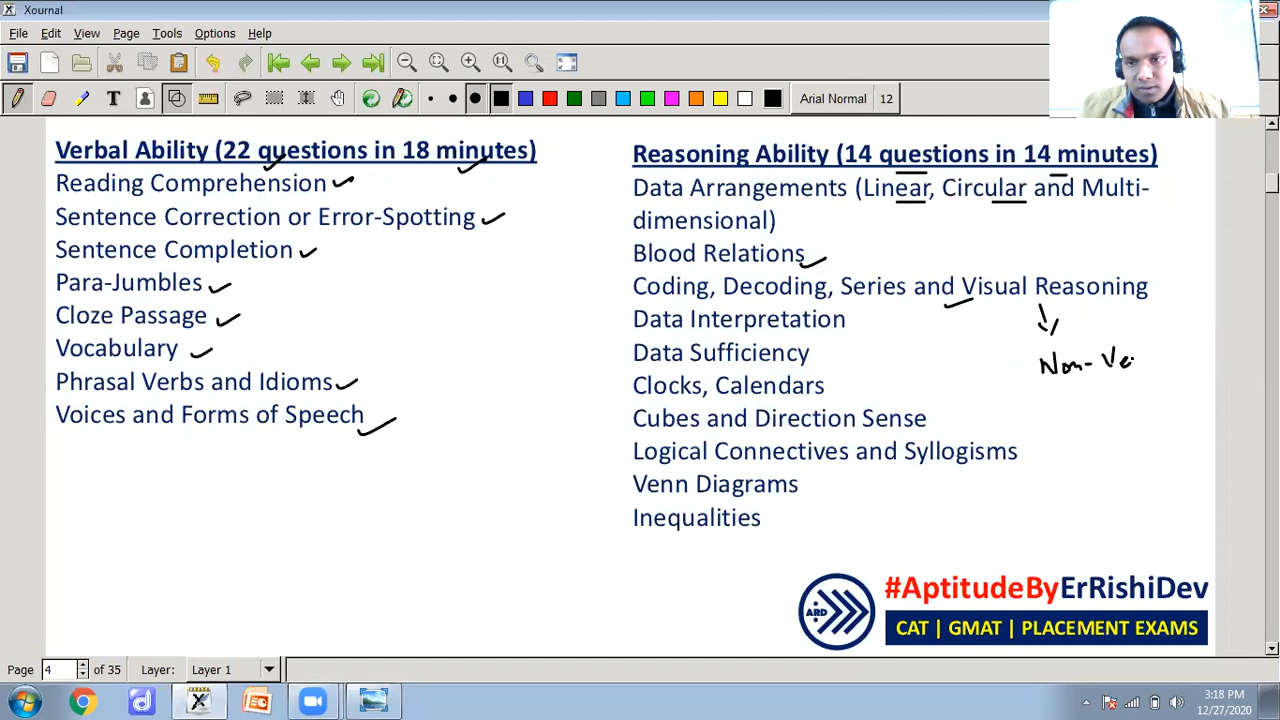 Xournal
File Edit View Page Tools Options Help
Arial Normal 12
Verbal Ability (22 questions in 18 minutes)
Reading Comprehension
Sentence Correction or Error-Spotting
Sentence Completion
Para-Jumbles
Cloze Passage
Vocabulary
Phrasal Verbs and Idioms
Voices and Forms of Speech
Reasoning Ability (14 questions in 14 minutes)
Data Arrangements (Linear, Circular and Multi-
dimensional)
Blood Relations
Coding, Decoding, Series and Visual Reasoning
Data Interpretation
Data Sufficiency
Clocks, Calendars
Cubes and Direction Sense
Logical Connectives and Syllogisms
Venn Diagrams
Inequalities
Non-Ve
ARD
#AptitudeByErRishiDev
CAT | GMAT | PLACEMENT EXAMS
Page 4 of 35 Layer: Layer 1
3:18 PM
12/27/2020